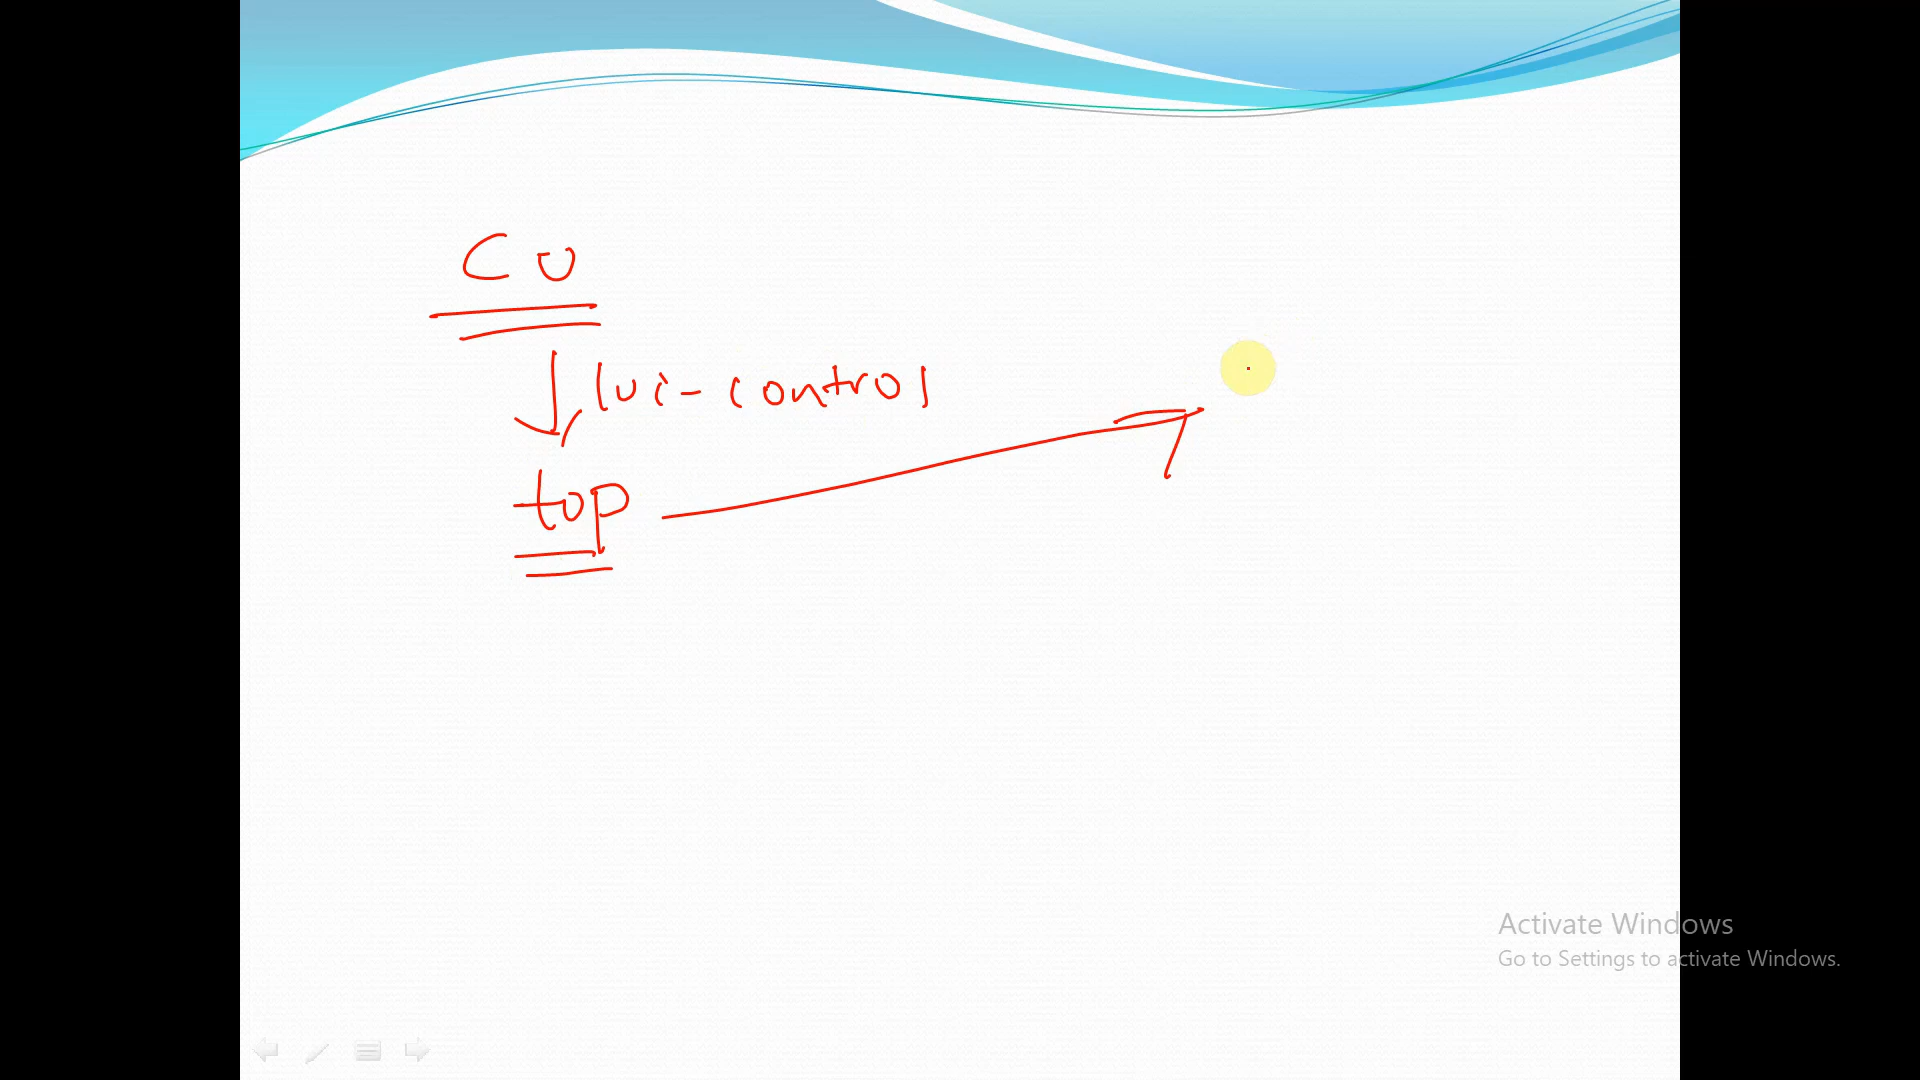 CU
lui-control
top
Activate Windows
Go to Settings to activate Windows.